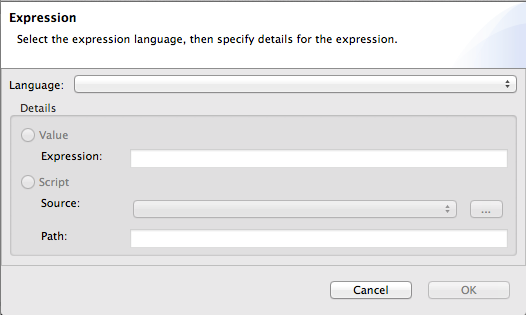 Expression
Select the expression language, then specify details for the expression.
Language:
Details
Value
Expression:
Script
Source:
...
Path:
Cancel OK